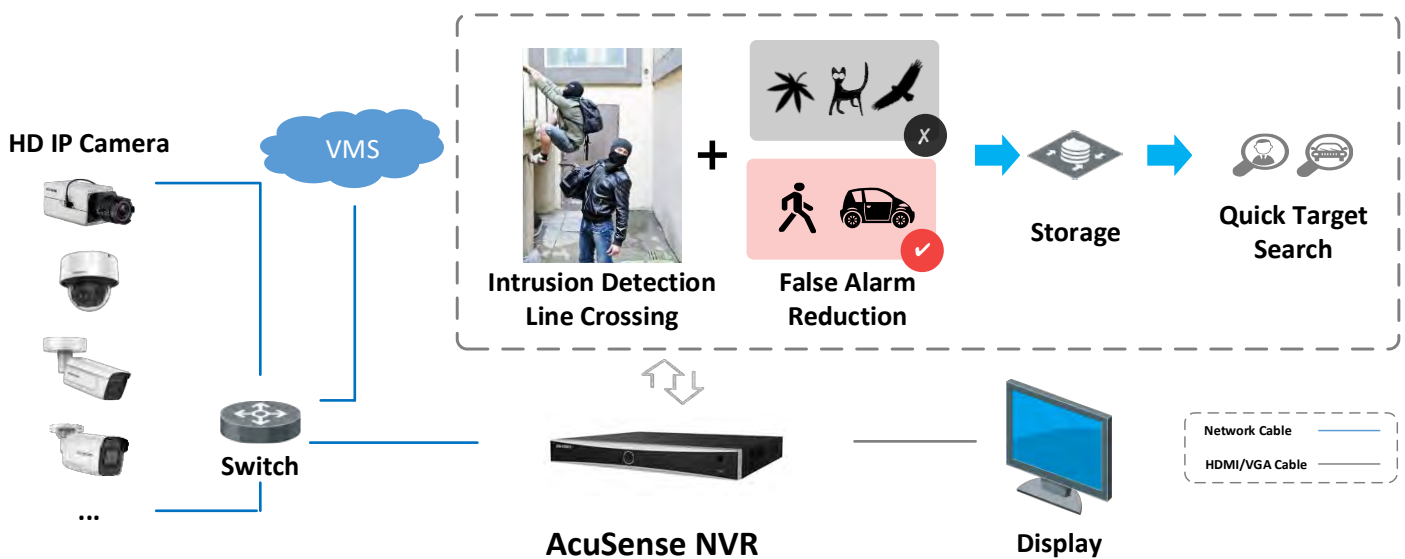 HD IP Camera
VMS
Intrusion Detection
Line Crossing
+
False Alarm
Reduction
Storage
Quick Target
Search
Switch
...
AcuSense NVR
Display
Network Cable
HDMI/VGA Cable